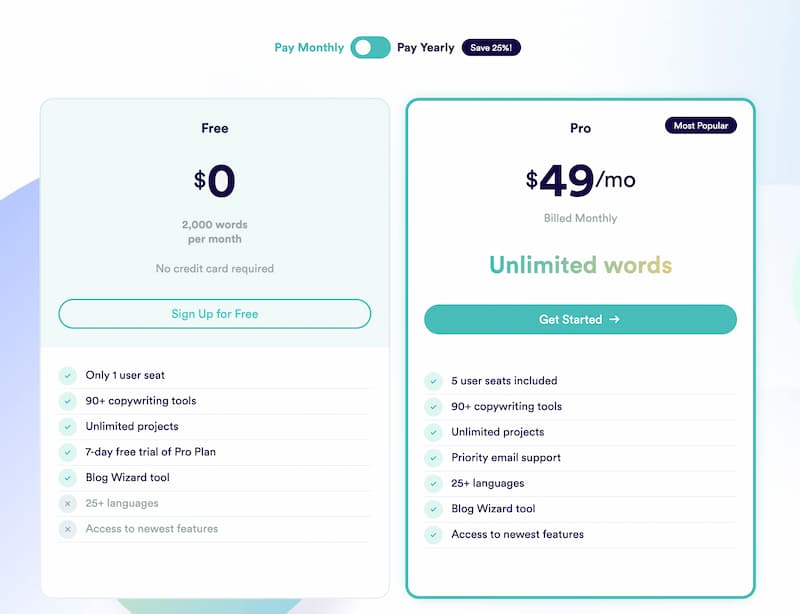 Pay Monthly Pay Yearly Save 25%!
Free
$0
2,000 words
per month
No credit card required
Sign Up for Free
Only 1 user seat
90+ copywriting tools
Unlimited projects
7-day free trial of Pro Plan
Blog Wizard tool
25+ languages
Access to newest features
Pro
Most Popular
$49/mo
Billed Monthly
Unlimited words
Get Started →
5 user seats included
90+ copywriting tools
Unlimited projects
Priority email support
25+ languages
Blog Wizard tool
Access to newest features